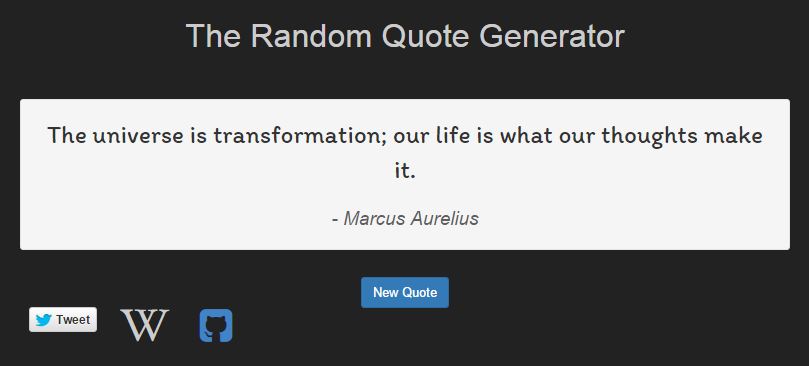 The Random Quote Generator
The universe is transformation; our life is what our thoughts make
it.
- Marcus Aurelius
New Quote
Tweet
W